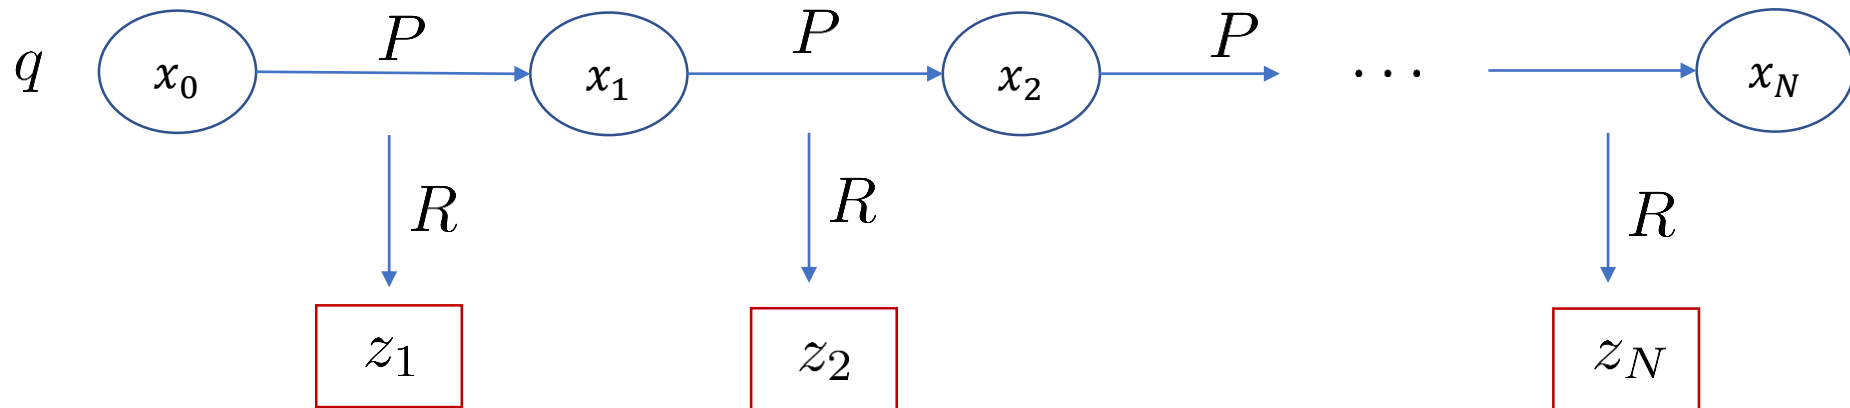 q x₀ P x₁ P x₂ P ··· x_N
R R R
z₁ z₂ z_N